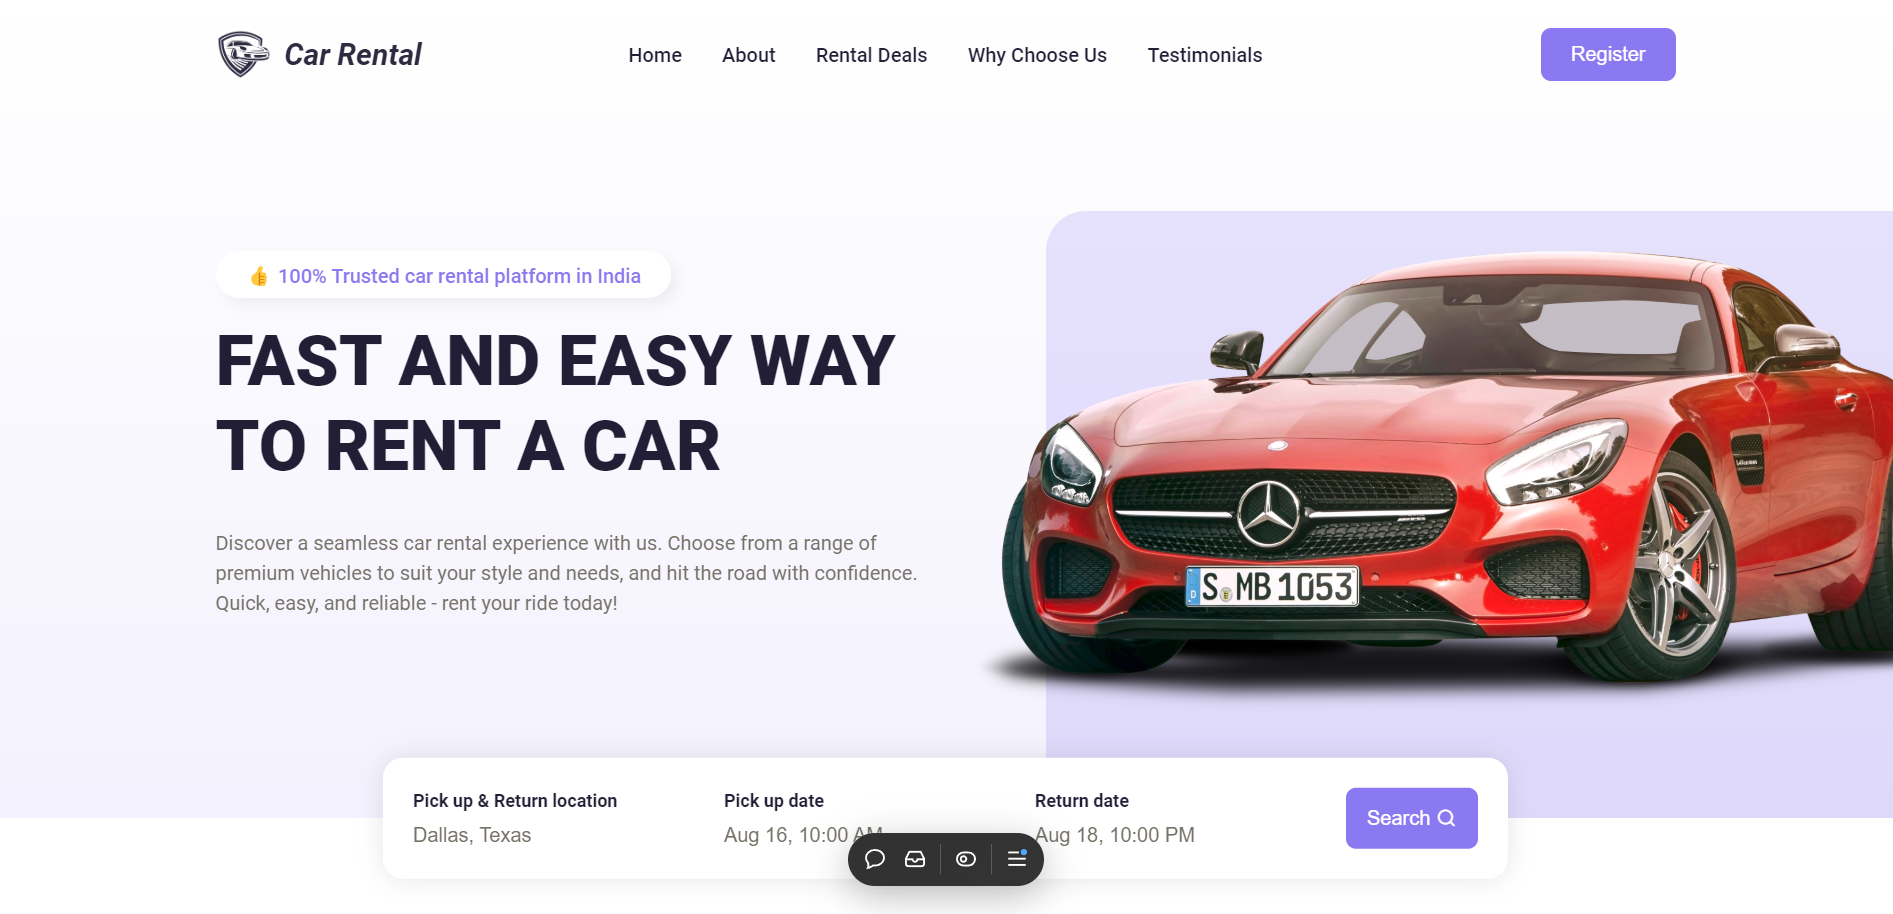 Car Rental
Home
About
Rental Deals
Why Choose Us
Testimonials
Register
👍 100% Trusted car rental platform in India
FAST AND EASY WAY
TO RENT A CAR
Discover a seamless car rental experience with us. Choose from a range of
premium vehicles to suit your style and needs, and hit the road with confidence.
Quick, easy, and reliable - rent your ride today!
D S MB 1053
Pick up & Return location
Dallas, Texas
Pick up date
Aug 16, 10:00 AM
Return date
Aug 18, 10:00 PM
Search